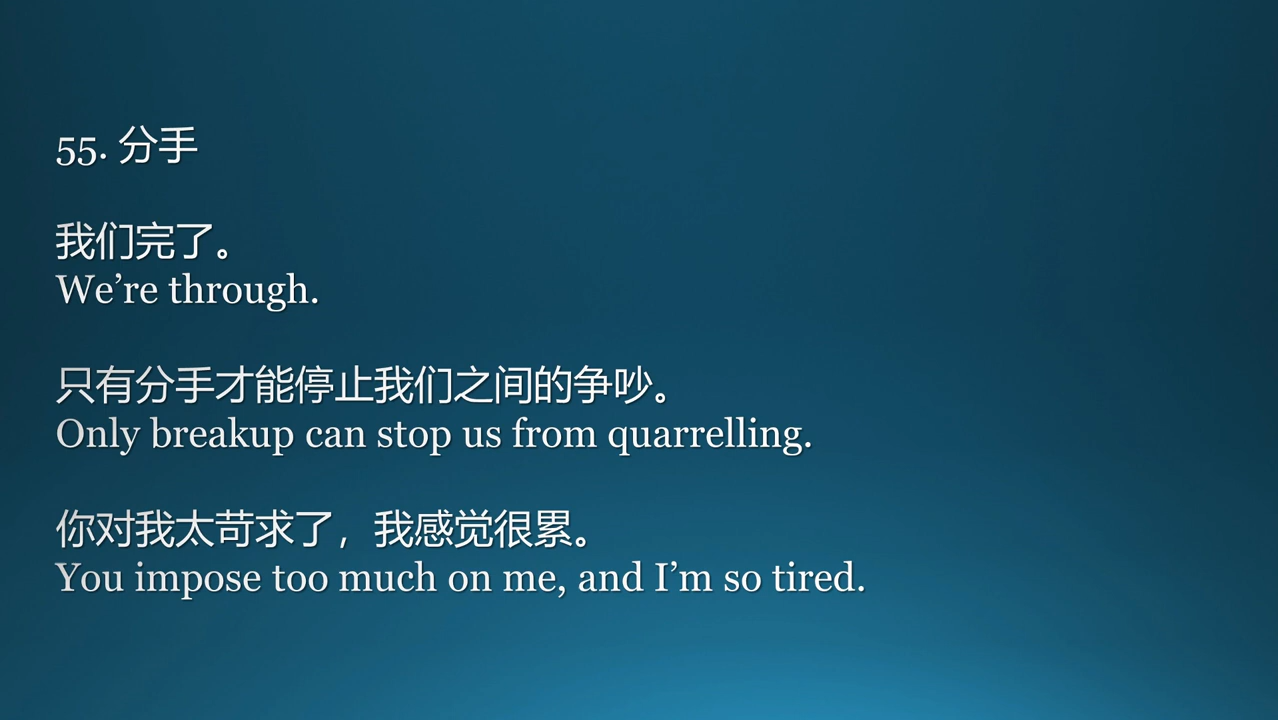 55. 分手
我们完了。
We’re through.
只有分手才能停止我们之间的争吵。
Only breakup can stop us from quarrelling.
你对我太苛求了，我感觉很累。
You impose too much on me, and I’m so tired.